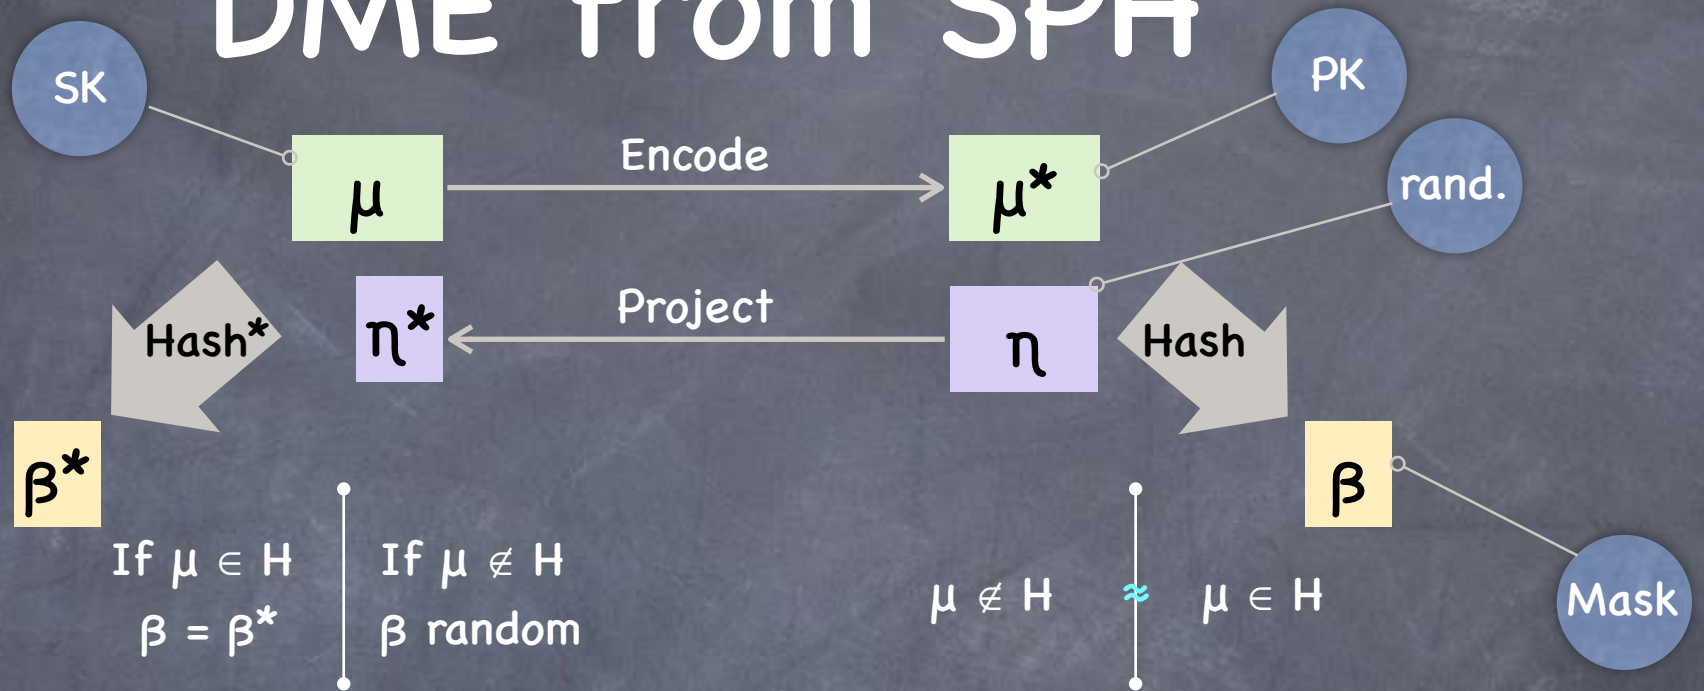 DME from SPH
SK
PK
rand.
μ
Encode
μ*
η*
Project
η
Hash*
Hash
β*
β
If μ ∈ H
β = β*
If μ ∉ H
β random
μ ∉ H ≈ μ ∈ H
Mask